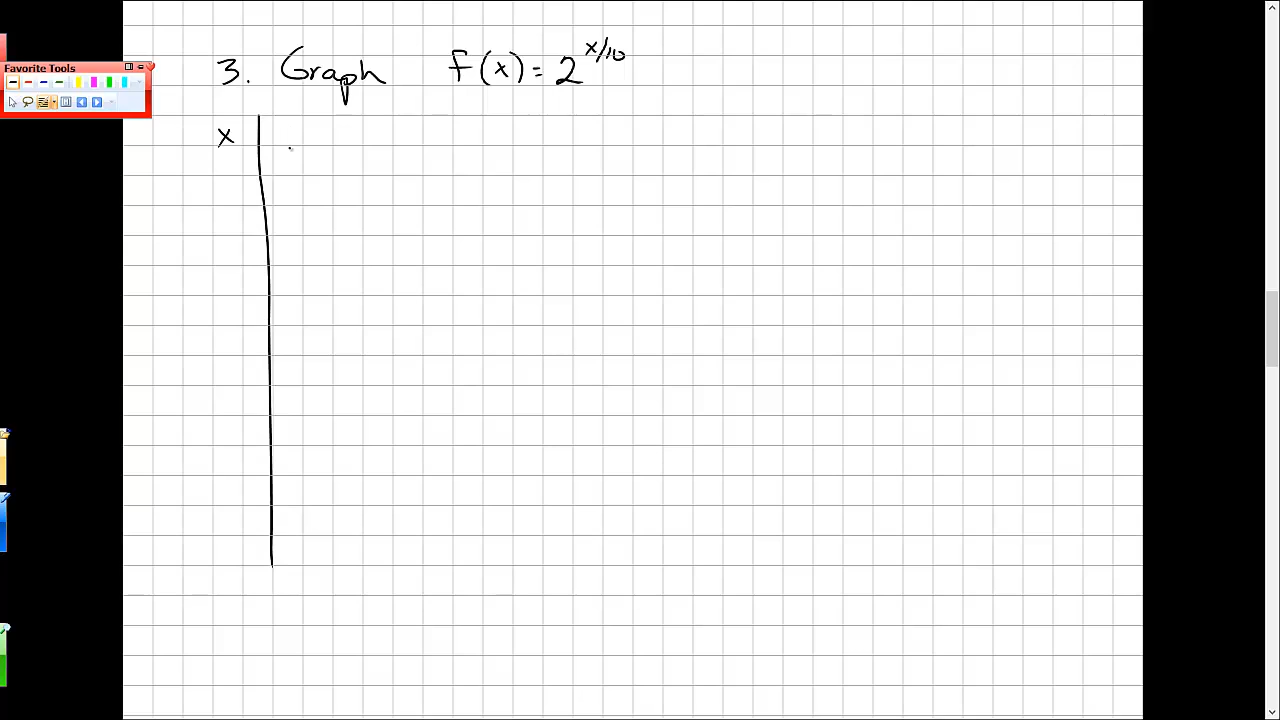 3. Graph f(x) = 2^{x/10}
Favorite Tools
x